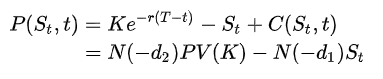 P(S_t, t) = Ke^{-r(T-t)} - S_t + C(S_t, t)
= N(-d_2)PV(K) - N(-d_1)S_t